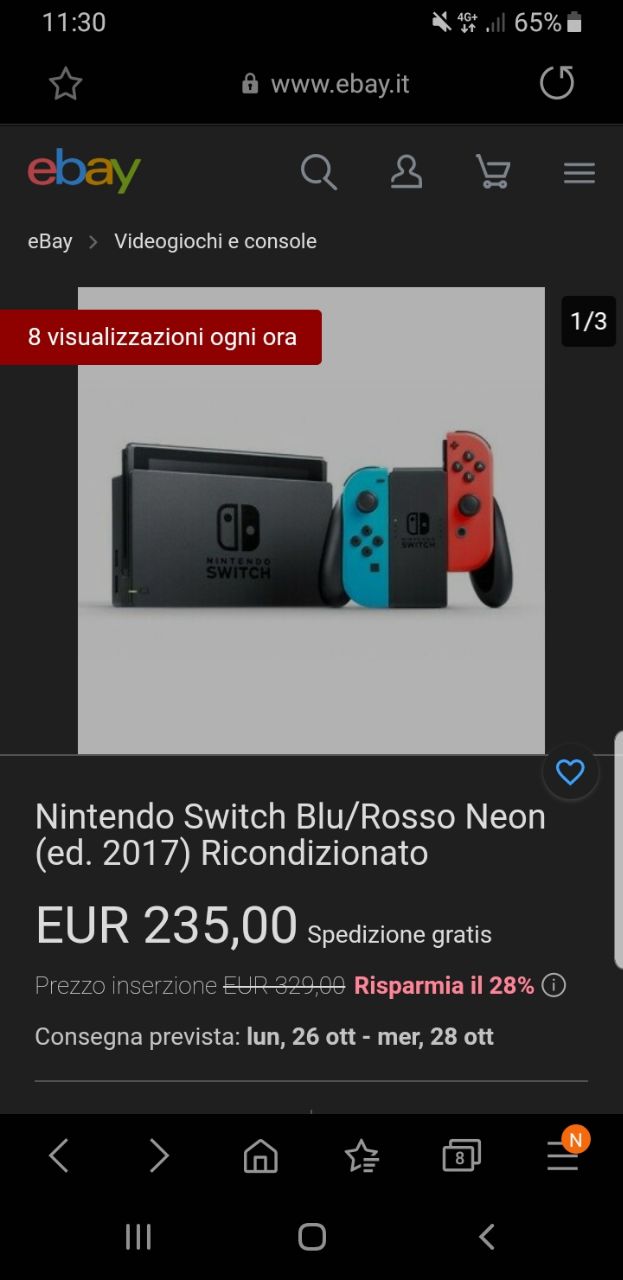 11:30
4G+
65%
www.ebay.it
ebay
eBay > Videogiochi e console
8 visualizzazioni ogni ora
1/3
NINTENDO
SWITCH
NINTENDO
SWITCH
Nintendo Switch Blu/Rosso Neon
(ed. 2017) Ricondizionato
EUR 235,00 Spedizione gratis
Prezzo inserzione EUR 329,00 Risparmia il 28%
Consegna prevista: lun, 26 ott - mer, 28 ott
8
N